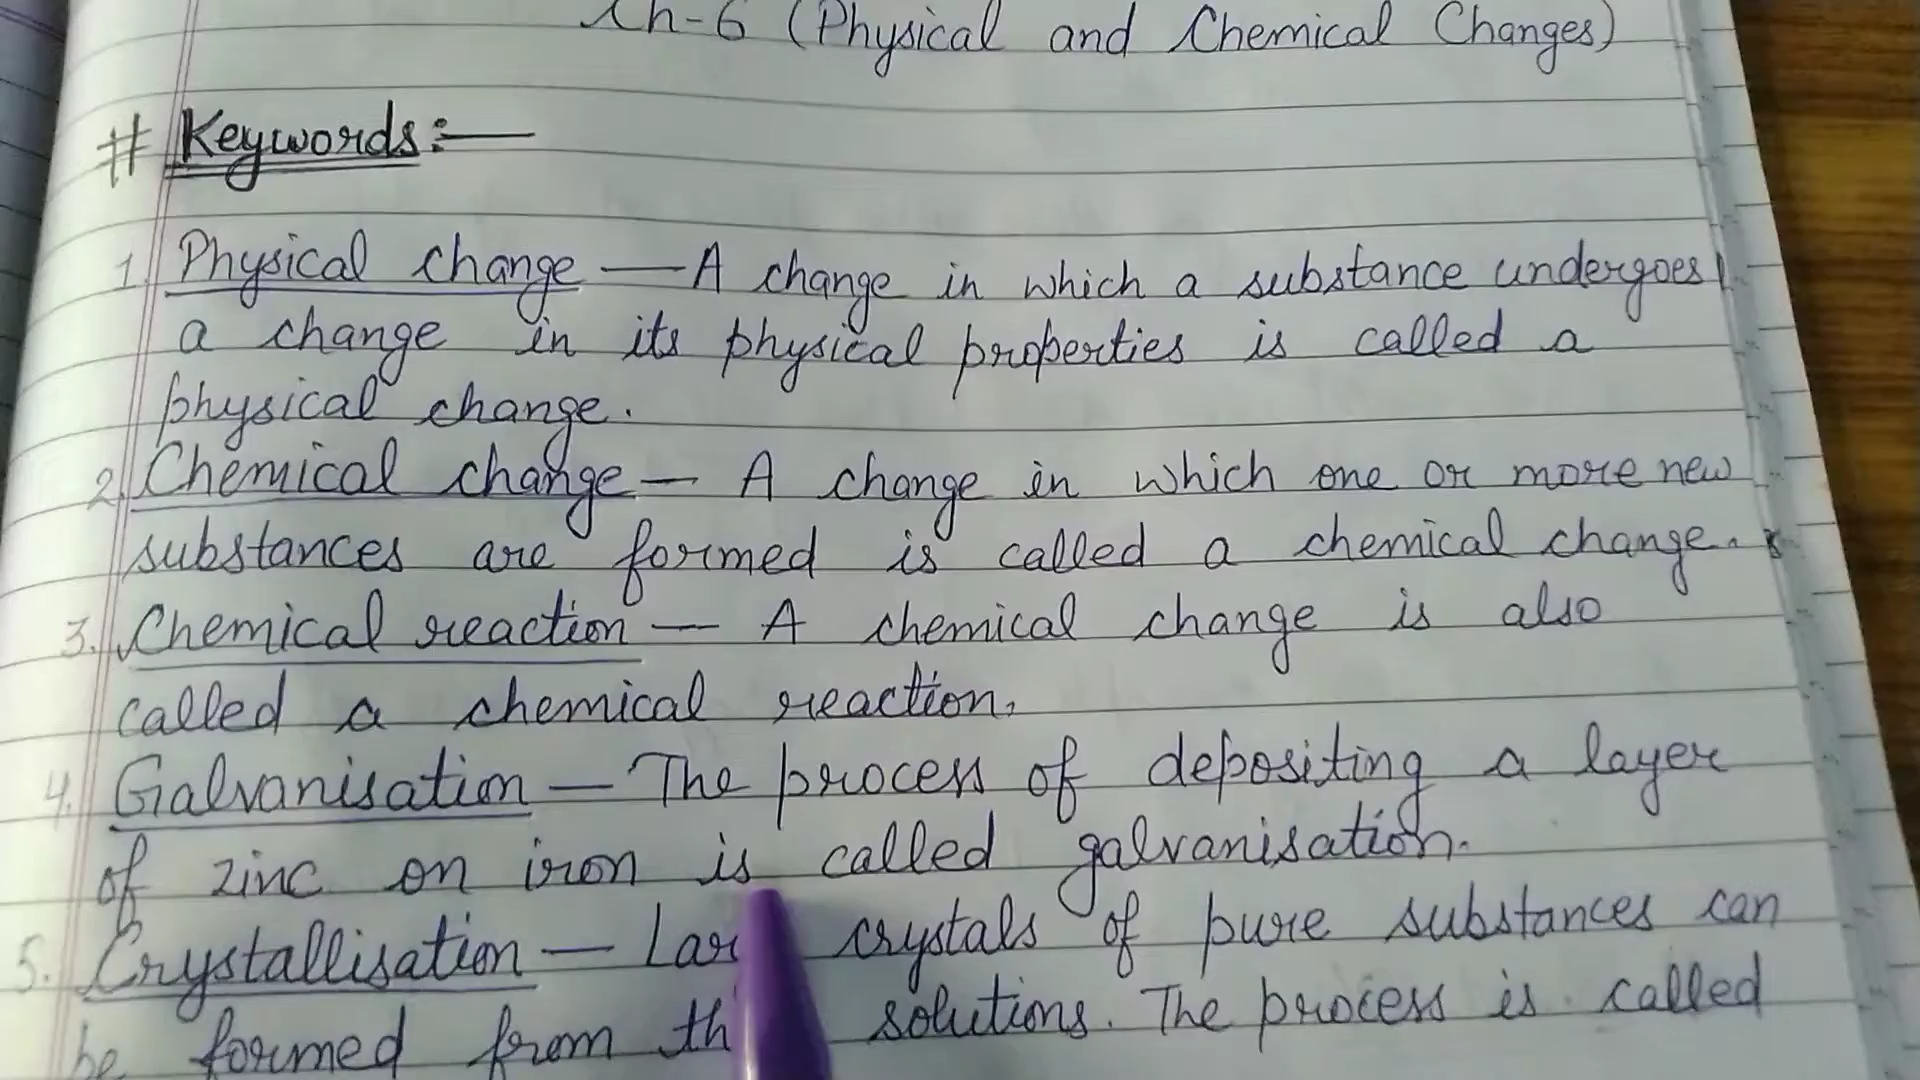 Ch-6 (Physical and Chemical Changes)
# Keywords:—
1. Physical change — A change in which a substance undergoes
a change in its physical properties is called a
physical change.
2. Chemical change — A change in which one or more new
substances are formed is called a chemical change.
3. Chemical reaction — A chemical change is also
called a chemical reaction.
4. Galvanisation — The process of depositing a layer
of zinc on iron is called galvanisation.
5. Crystallisation — crystals of pure substances can
be formed from solutions. The process is called